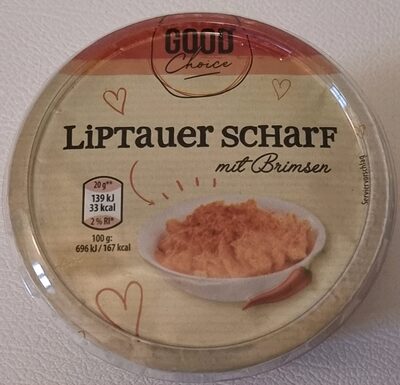 GOOD
Choice
LIPTAUER SCHARF
mit Brimsen
Serviervorschlag
20 g**
139 kJ
33 kcal
2 % RI*
100 g:
696 kJ / 167 kcal